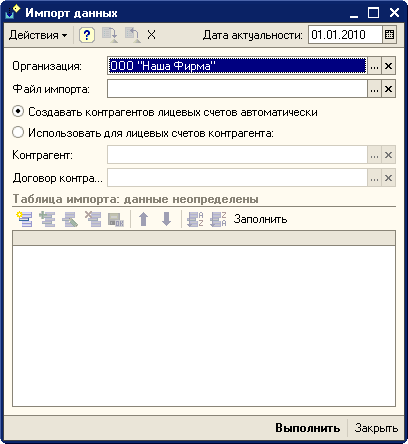 Импорт данных
Действия Дата актуальности: 01.01.2010
Организация: ООО "Наша Фирма"
Файл импорта:
Создавать контрагентов лицевых счетов автоматически
Использовать для лицевых счетов контрагента:
Контрагент:
Договор контра...
Таблица импорта: данные неопределены
Заполнить
Выполнить Закрыть